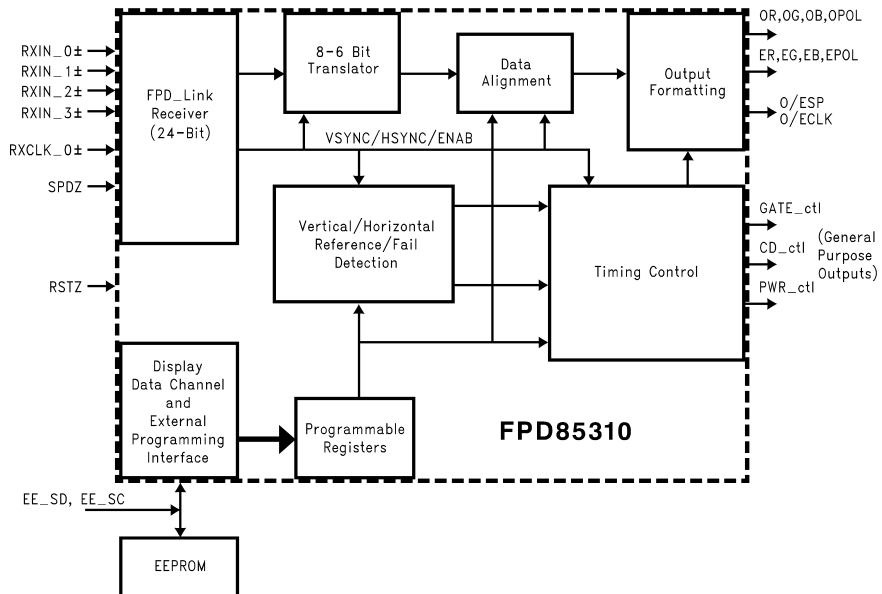 RXIN_0±
RXIN_1±
RXIN_2±
RXIN_3±
RXCLK_0±
SPDZ
RSTZ
FPD_Link
Receiver
(24-Bit)
8-6 Bit
Translator
Data
Alignment
Output
Formatting
OR,OG,OB,OPOL
ER,EG,EB,EPOL
O/ESP
O/ECLK
VSYNC/HSYNC/ENAB
Vertical/Horizontal
Reference/Fail
Detection
Timing Control
GATE_ctl
CD_ctl
PWR_ctl
(General
Purpose
Outputs)
Display
Data Channel
and
External
Programming
Interface
Programmable
Registers
FPD85310
EE_SD, EE_SC
EEPROM